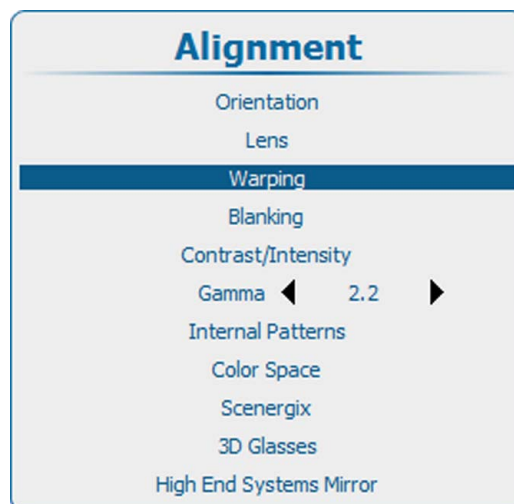 Alignment
Orientation
Lens
Warping
Blanking
Contrast/Intensity
Gamma 2.2
Internal Patterns
Color Space
Scenergix
3D Glasses
High End Systems Mirror